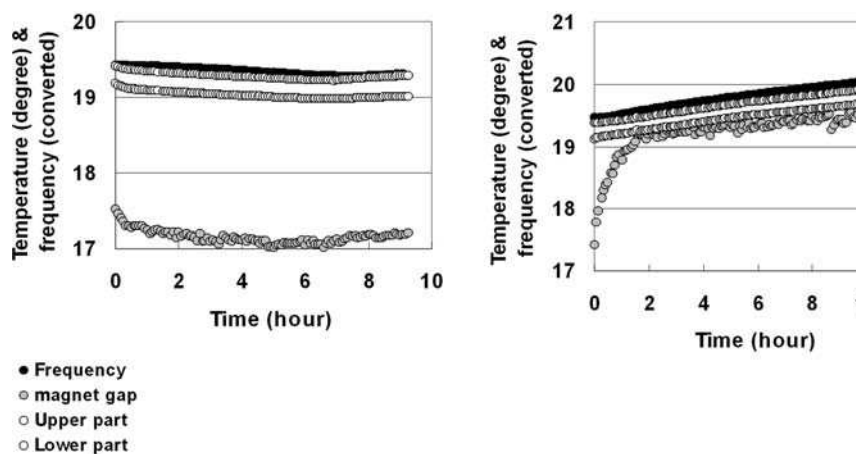 Temperature (degree) &
frequency (converted)
20
19
18
17
0 2 4 6 8 10
Time (hour)
Temperature (degree) &
frequency (converted)
21
20
19
18
17
0 2 4 6 8
Time (hour)
Frequency
magnet gap
Upper part
Lower part